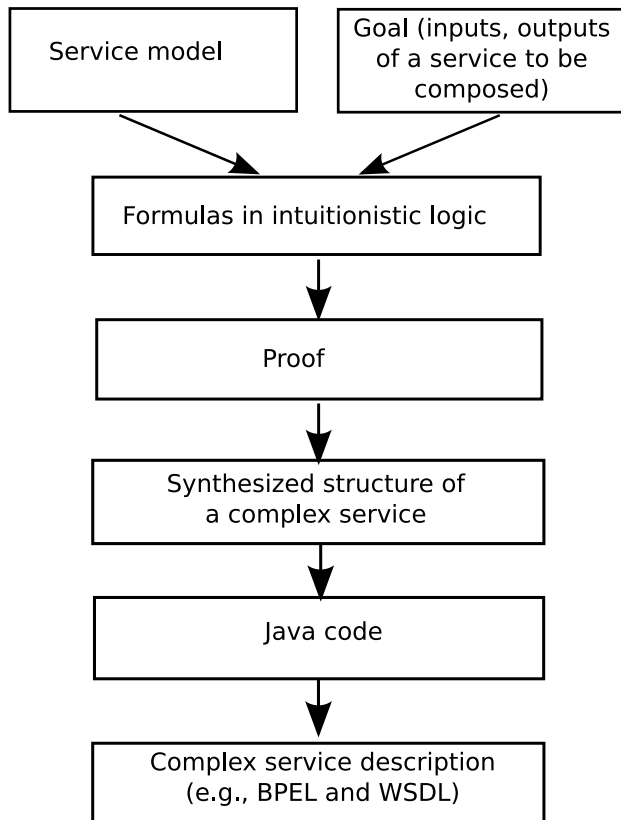 Service model
Goal (inputs, outputs
of a service to be
composed)
Formulas in intuitionistic logic
Proof
Synthesized structure of
a complex service
Java code
Complex service description
(e.g., BPEL and WSDL)